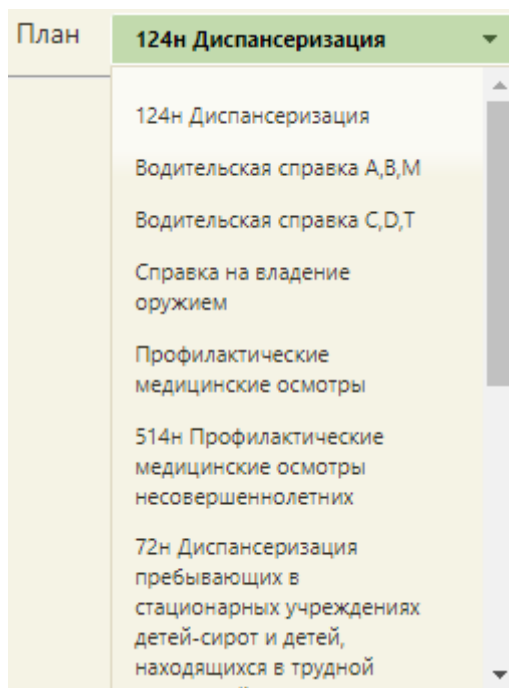 План
124н Диспансеризация
124н Диспансеризация
Водительская справка A,B,M
Водительская справка C,D,T
Справка на владение
оружием
Профилактические
медицинские осмотры
514н Профилактические
медицинские осмотры
несовершеннолетних
72н Диспансеризация
пребывающих в
стационарных учреждениях
детей-сирот и детей,
находящихся в трудной